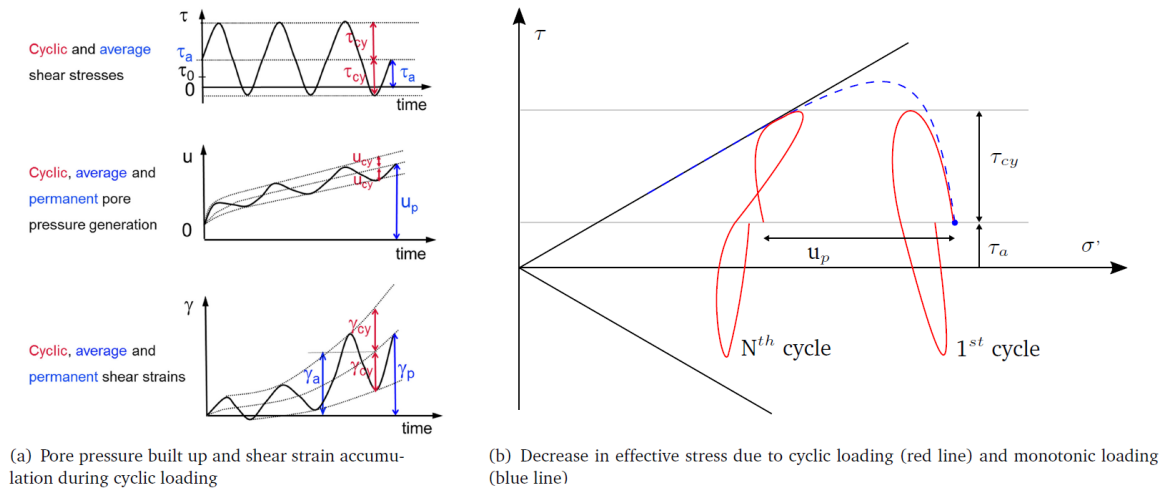 τ
τcy
Cyclic and average
τa
shear stresses
τ0
τcy
τa
0
time
u
ucy
Cyclic, average and
ucy
permanent pore
up
pressure generation
0
time
γ
γcy
Cyclic, average and
γa
γcy
γp
permanent shear strains
time
(a) Pore pressure built up and shear strain accumu-
lation during cyclic loading
τ
τcy
τa
up
σ'
Nth cycle
1st cycle
(b) Decrease in effective stress due to cyclic loading (red line) and monotonic loading
(blue line)